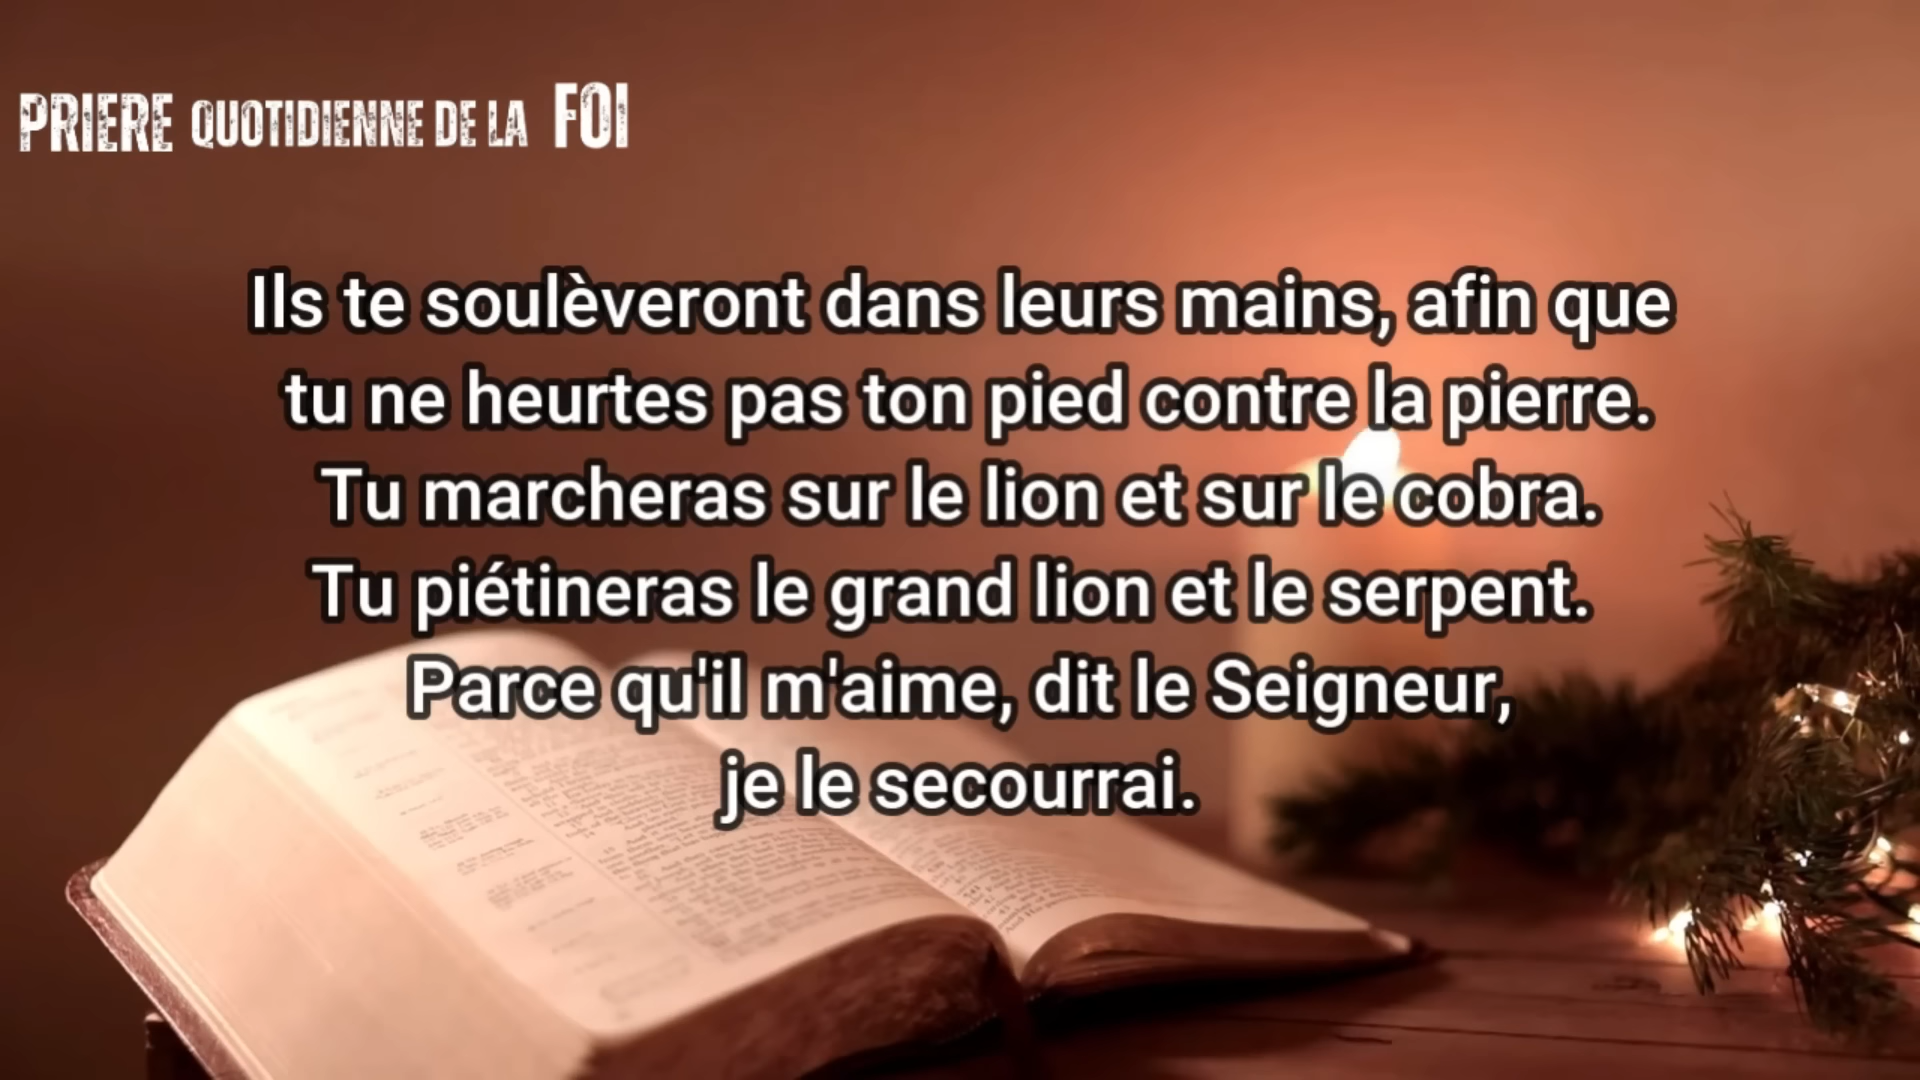 PRIERE QUOTIDIENNE DE LA FOI
Ils te soulèveront dans leurs mains, afin que
tu ne heurtes pas ton pied contre la pierre.
Tu marcheras sur le lion et sur le cobra.
Tu piétineras le grand lion et le serpent.
Parce qu'il m'aime, dit le Seigneur,
je le secourrai.